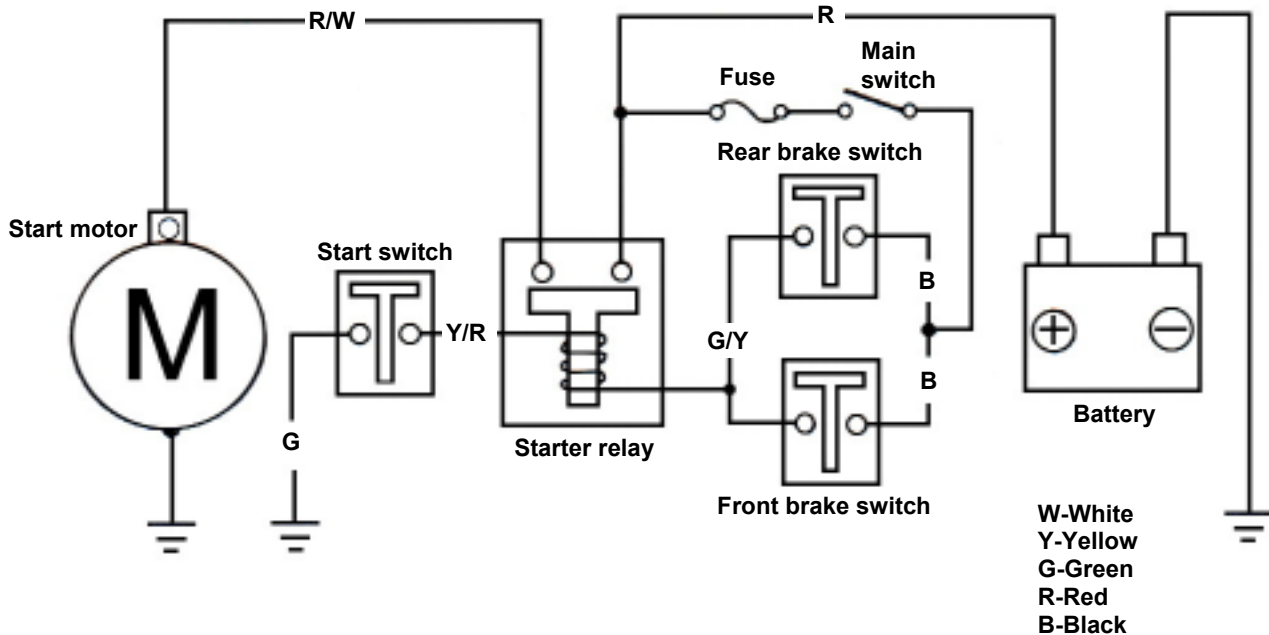 R/W
R
Fuse
Main
switch
Rear brake switch
Start motor
Start switch
M
Y/R
G/Y
B
B
G
Starter relay
Front brake switch
Battery
W-White
Y-Yellow
G-Green
R-Red
B-Black